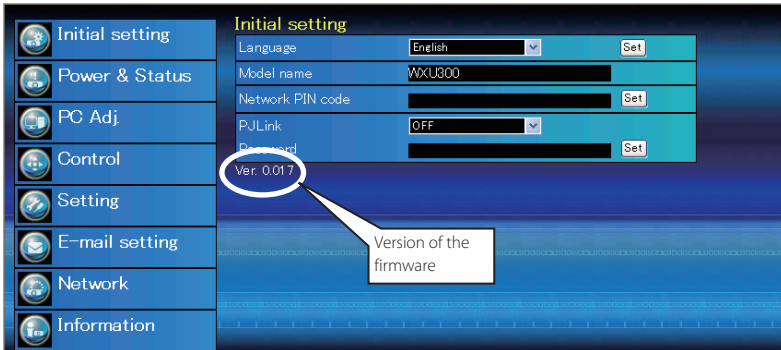 Initial setting
Power & Status
PC Adj.
Control
Setting
E-mail setting
Network
Information
Initial setting
Language English Set
Model name WXU300
Network PIN code Set
PJLink OFF
Password Set
Ver. 0.017
Version of the
firmware